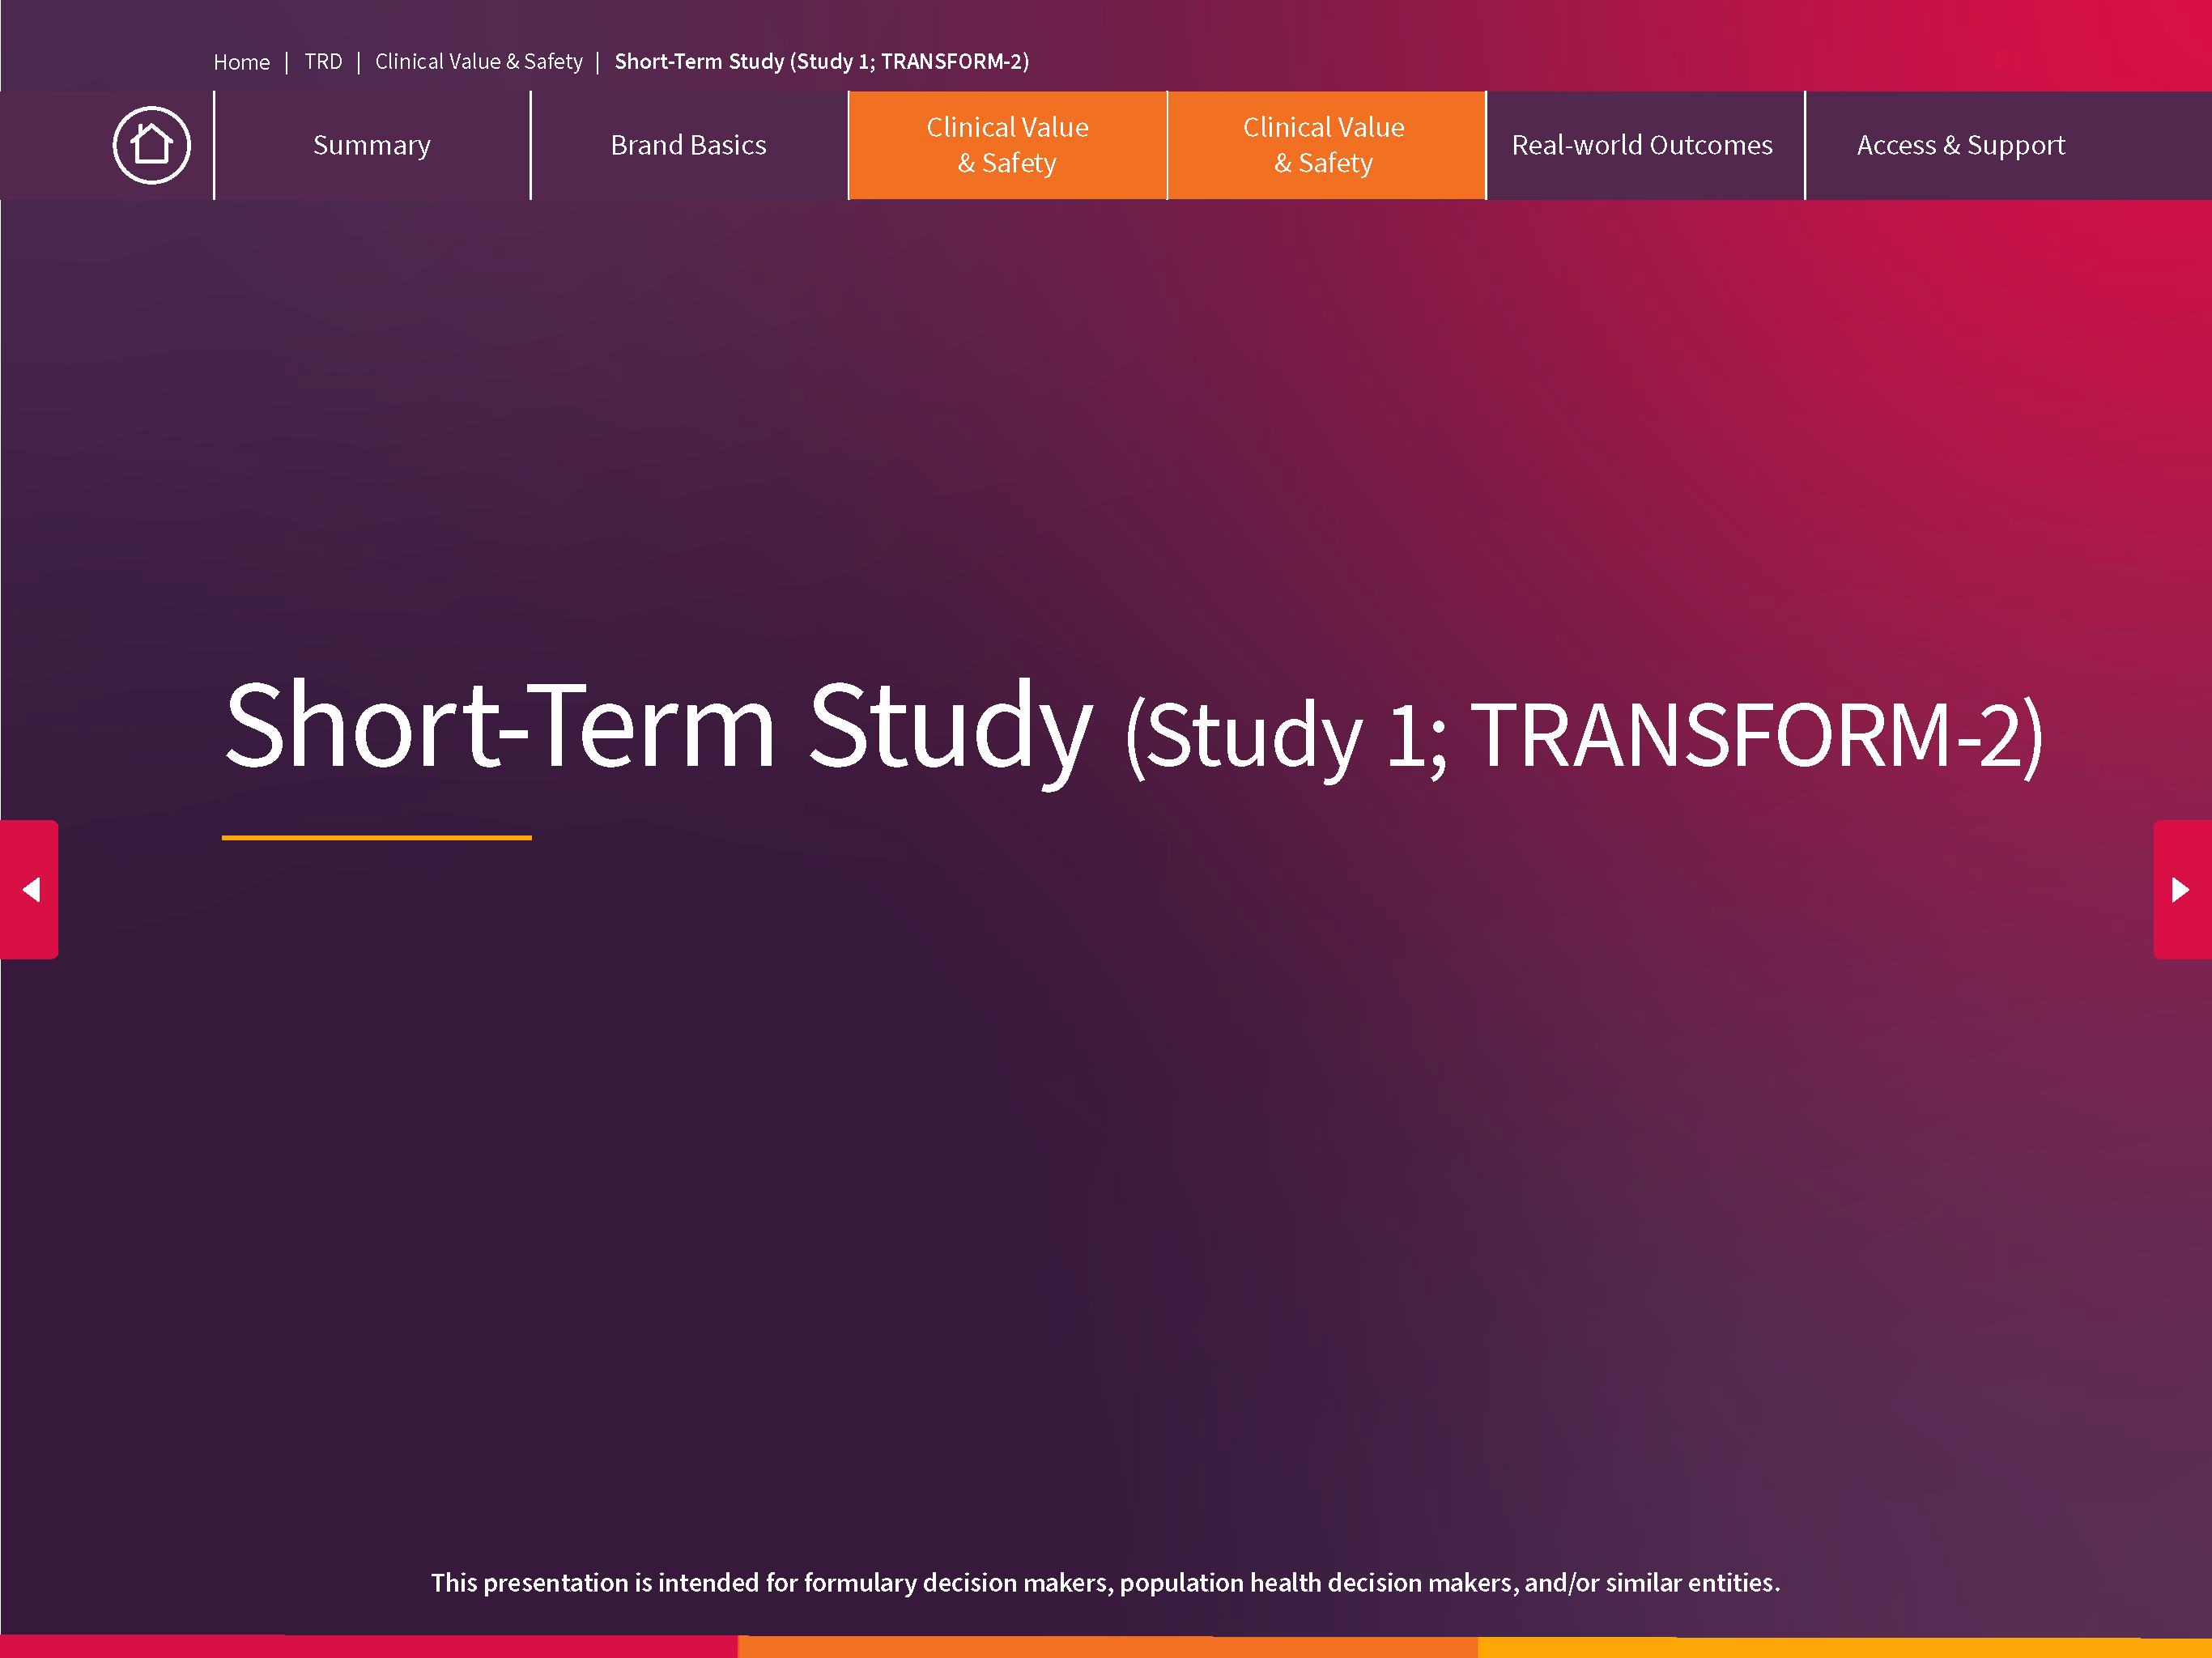 Home | TRD | Clinical Value & Safety | Short-Term Study (Study 1; TRANSFORM-2)
Summary
Brand Basics
Clinical Value
& Safety
Clinical Value
& Safety
Real-world Outcomes
Access & Support
Short-Term Study (Study 1; TRANSFORM-2)
This presentation is intended for formulary decision makers, population health decision makers, and/or similar entities.